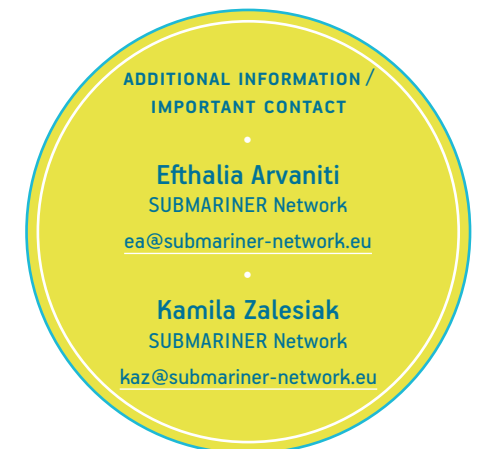 ADDITIONAL INFORMATION /
IMPORTANT CONTACT
•
Efthalia Arvaniti
SUBMARINER Network
ea@submariner-network.eu
•
Kamila Zalesiak
SUBMARINER Network
kaz@submariner-network.eu